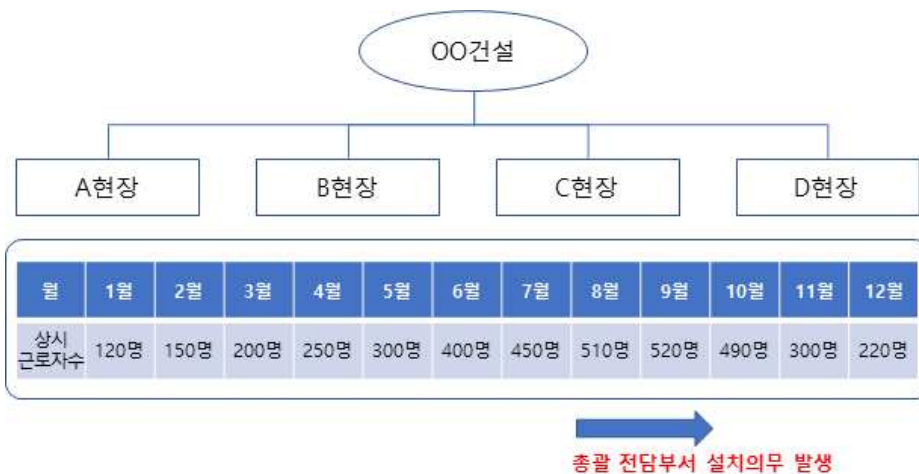 OO건설
A현장 B현장 C현장 D현장
월 1월 2월 3월 4월 5월 6월 7월 8월 9월 10월 11월 12월
상시
근로자수 120명 150명 200명 250명 300명 400명 450명 510명 520명 490명 300명 220명
총괄 전담부서 설치의무 발생